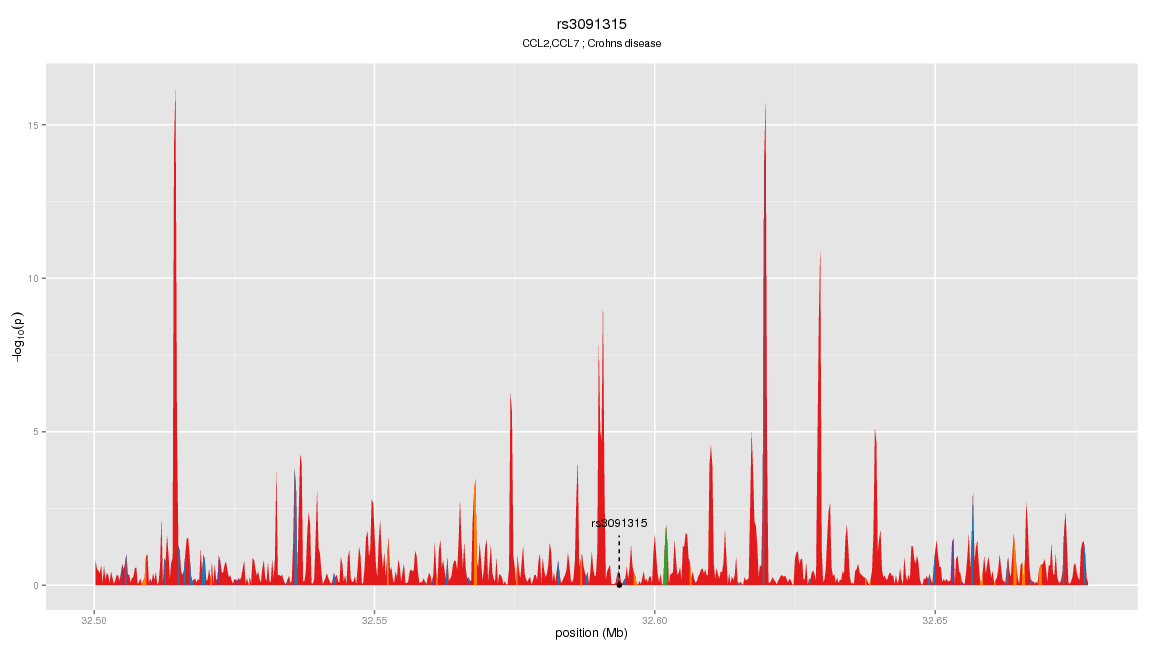 rs3091315
CCL2,CCL7 ; Crohns disease
15
10
5
0
−log10(p)
rs3091315
32.50
32.55
32.60
32.65
position (Mb)